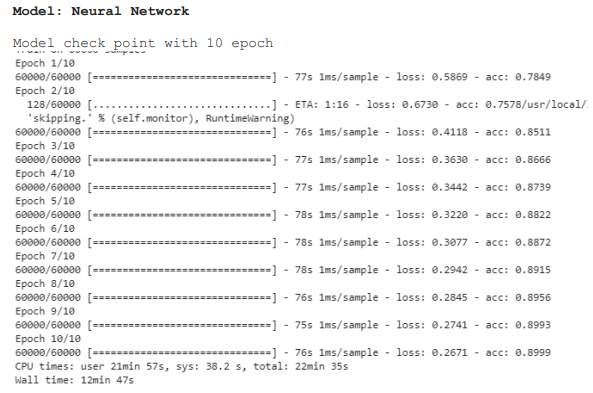 Model: Neural Network
Model check point with 10 epoch
Train on 60000 samples
Epoch 1/10
60000/60000 [==============================] - 77s 1ms/sample - loss: 0.5869 - acc: 0.7849
Epoch 2/10
128/60000 [..............................] - ETA: 1:16 - loss: 0.6730 - acc: 0.7578/usr/local/
'skipping.' % (self.monitor), RuntimeWarning)
60000/60000 [==============================] - 76s 1ms/sample - loss: 0.4118 - acc: 0.8511
Epoch 3/10
60000/60000 [==============================] - 77s 1ms/sample - loss: 0.3630 - acc: 0.8666
Epoch 4/10
60000/60000 [==============================] - 77s 1ms/sample - loss: 0.3442 - acc: 0.8739
Epoch 5/10
60000/60000 [==============================] - 78s 1ms/sample - loss: 0.3220 - acc: 0.8822
Epoch 6/10
60000/60000 [==============================] - 78s 1ms/sample - loss: 0.3077 - acc: 0.8872
Epoch 7/10
60000/60000 [==============================] - 78s 1ms/sample - loss: 0.2942 - acc: 0.8915
Epoch 8/10
60000/60000 [==============================] - 76s 1ms/sample - loss: 0.2845 - acc: 0.8956
Epoch 9/10
60000/60000 [==============================] - 75s 1ms/sample - loss: 0.2741 - acc: 0.8993
Epoch 10/10
60000/60000 [==============================] - 76s 1ms/sample - loss: 0.2671 - acc: 0.8999
CPU times: user 21min 57s, sys: 38.2 s, total: 22min 35s
Wall time: 12min 47s